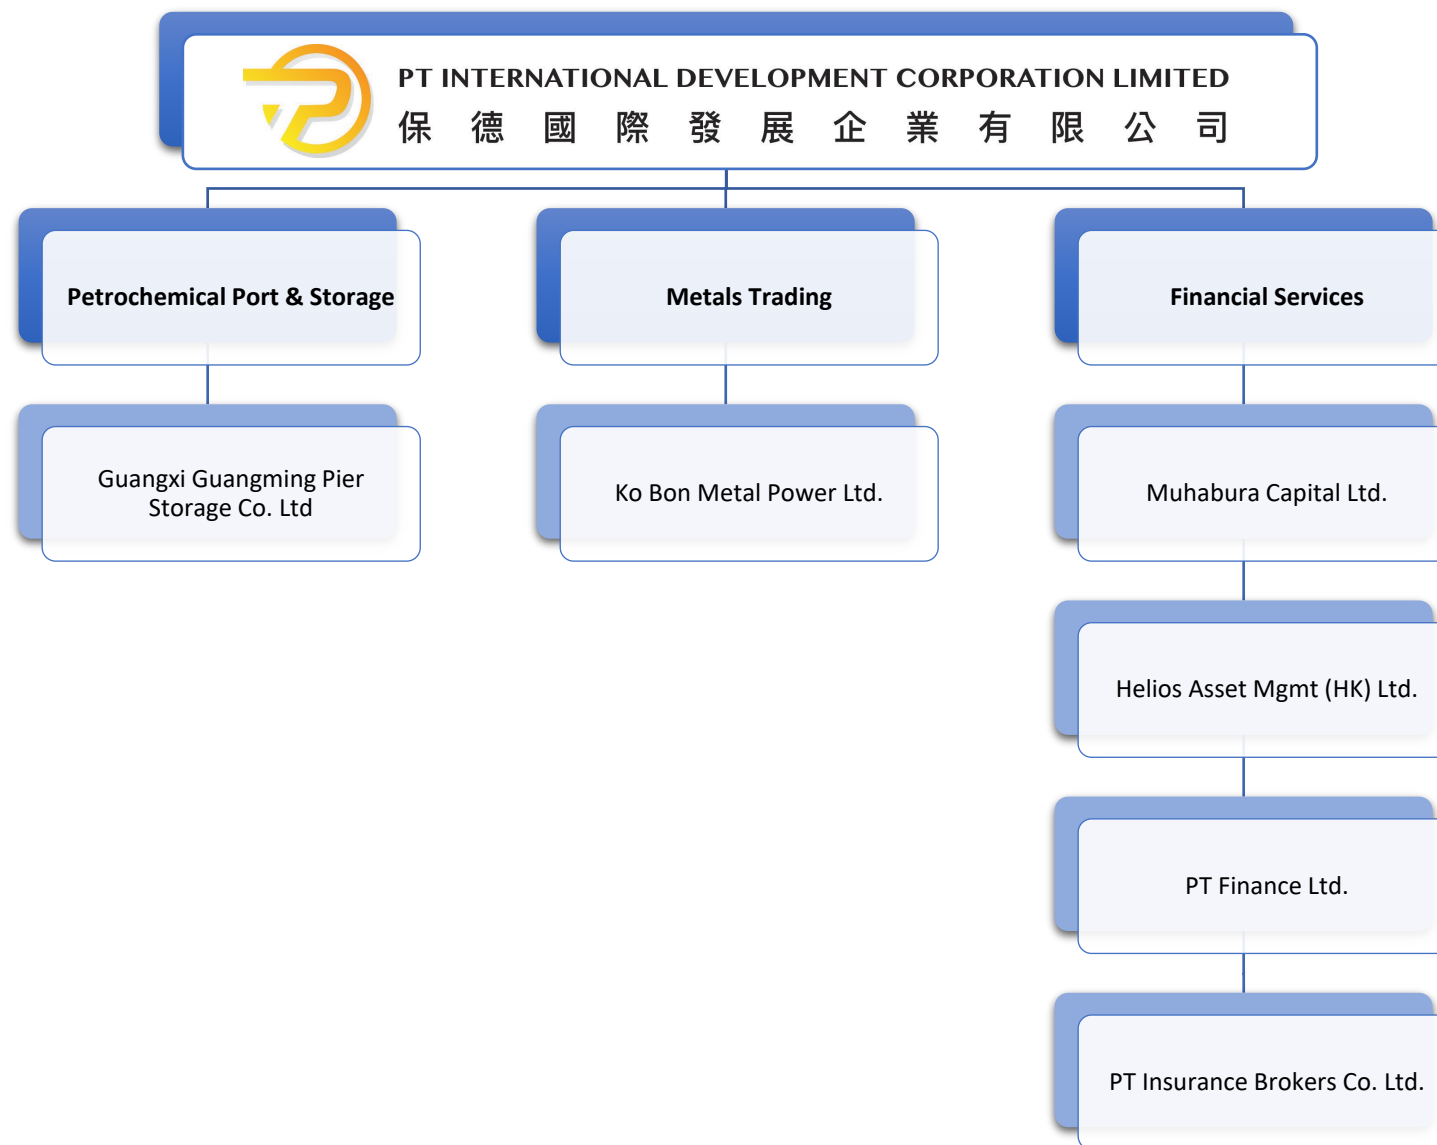 PT INTERNATIONAL DEVELOPMENT CORPORATION LIMITED
保德國際發展企業有限公司
Petrochemical Port & Storage
Metals Trading
Financial Services
Guangxi Guangming Pier
Storage Co. Ltd
Ko Bon Metal Power Ltd.
Muhabura Capital Ltd.
Helios Asset Mgmt (HK) Ltd.
PT Finance Ltd.
PT Insurance Brokers Co. Ltd.